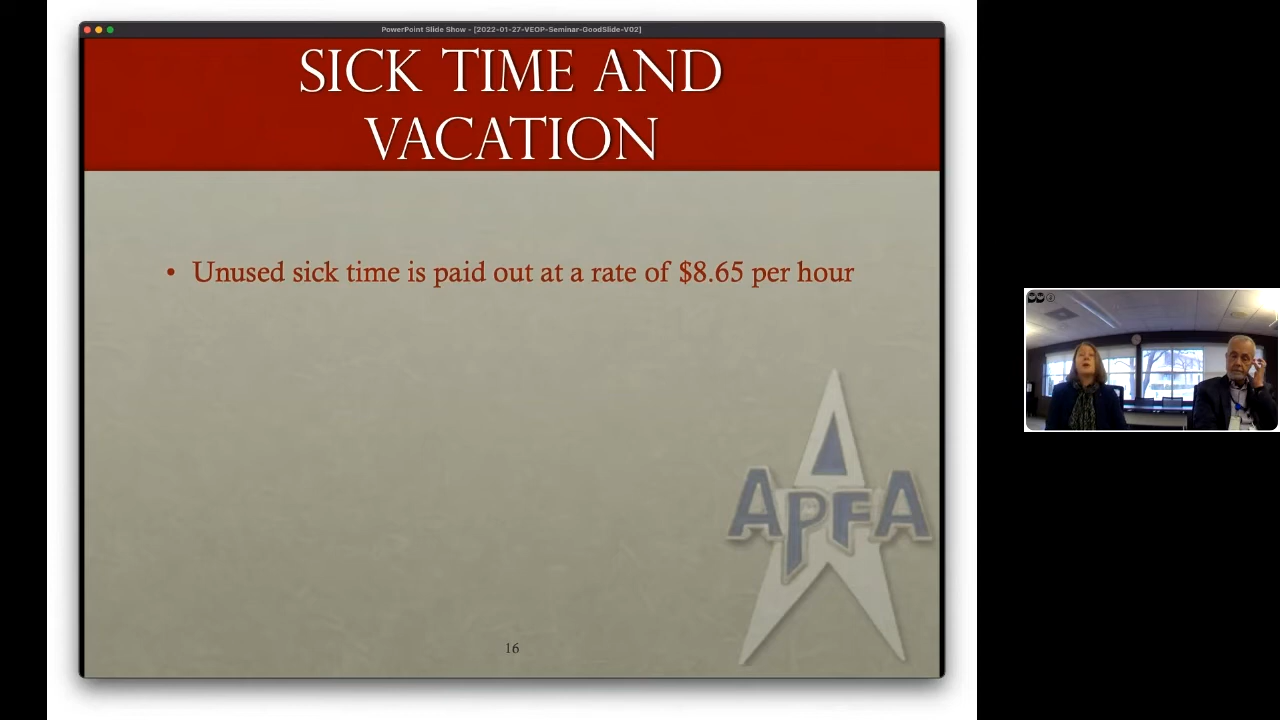 PowerPoint Slide Show - [2022-01-27-VEOP-Seminar-GoodSlide-V02]
SICK TIME AND
VACATION
• Unused sick time is paid out at a rate of $8.65 per hour
APFA
16